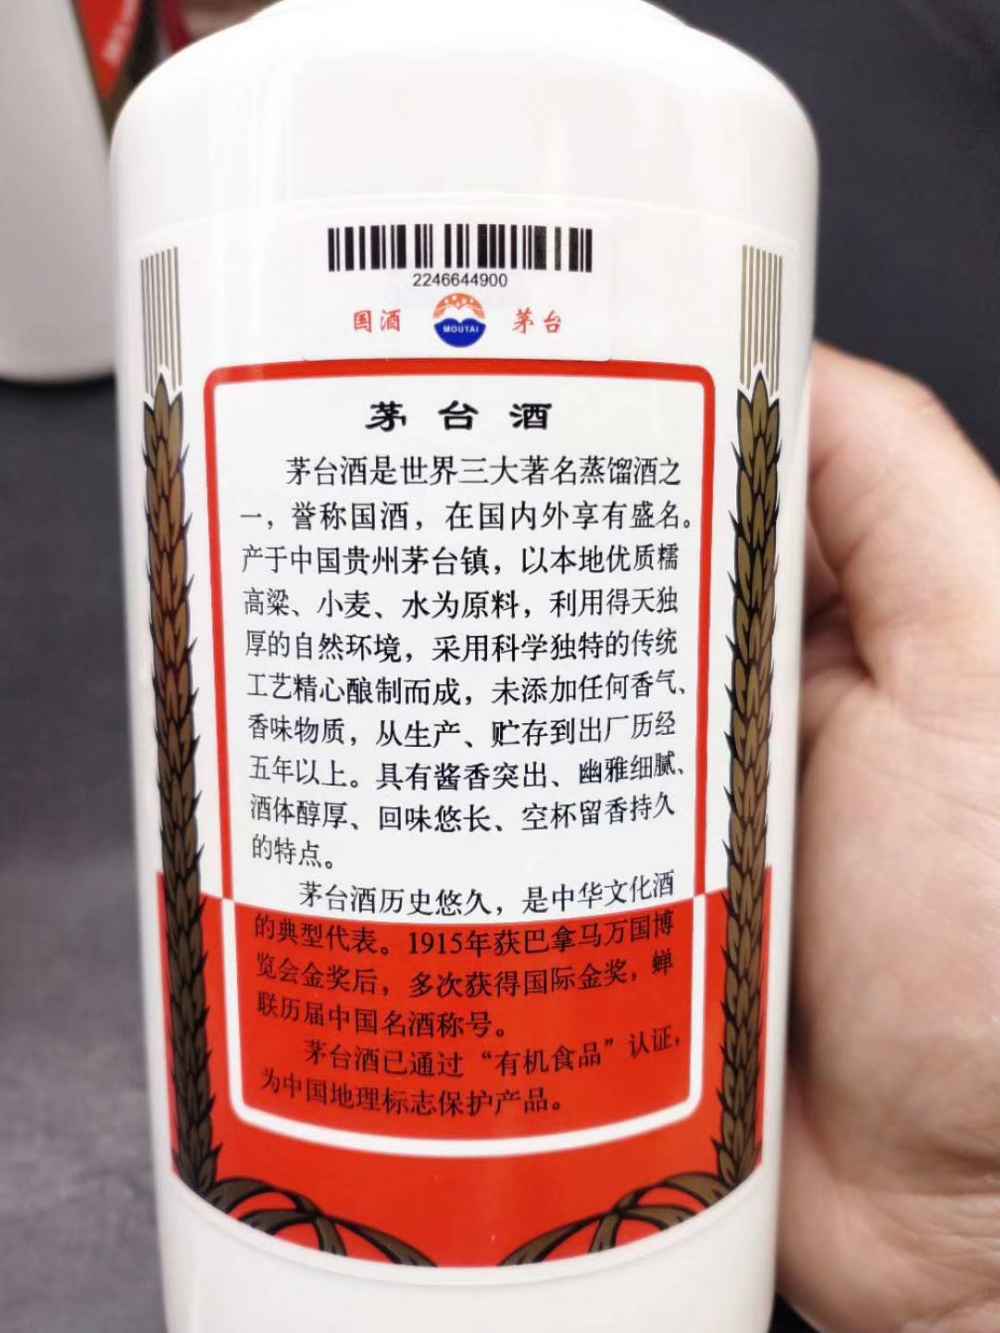 2246644900
国酒 MOUTAI 茅台
茅台酒
茅台酒是世界三大著名蒸馏酒之
一，誉称国酒，在国内外享有盛名。
产于中国贵州茅台镇，以本地优质糯
高粱、小麦、水为原料，利用得天独
厚的自然环境，采用科学独特的传统
工艺精心酿制而成，未添加任何香气、
香味物质，从生产、贮存到出厂历经
五年以上。具有酱香突出、幽雅细腻、
酒体醇厚、回味悠长、空杯留香持久
的特点。
茅台酒历史悠久，是中华文化酒
的典型代表。1915年获巴拿马万国博
览会金奖后，多次获得国际金奖，蝉
联历届中国名酒称号。
茅台酒已通过“有机食品”认证，
为中国地理标志保护产品。